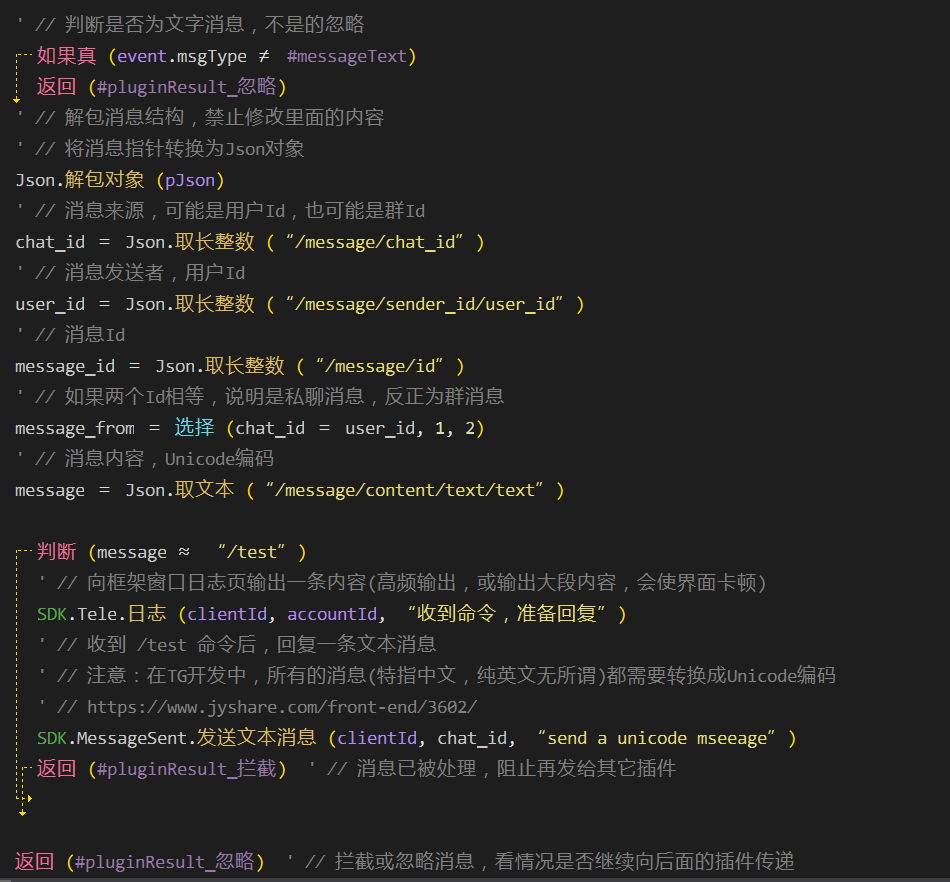 ' // 判断是否为文字消息，不是的忽略
如果真 (event.msgType ≠ #messageText)
返回 (#pluginResult_忽略)
' // 解包消息结构，禁止修改里面的内容
' // 将消息指针转换为Json对象
Json.解包对象 (pJson)
' // 消息来源，可能是用户Id，也可能是群Id
chat_id = Json.取长整数 (“/message/chat_id”)
' // 消息发送者，用户Id
user_id = Json.取长整数 (“/message/sender_id/user_id”)
' // 消息Id
message_id = Json.取长整数 (“/message/id”)
' // 如果两个Id相等，说明是私聊消息，反正为群消息
message_from = 选择 (chat_id = user_id, 1, 2)
' // 消息内容，Unicode编码
message = Json.取文本 (“/message/content/text/text”)
判断 (message ≈ “/test”)
' // 向框架窗口日志页输出一条内容(高频输出，或输出大段内容，会使界面卡顿)
SDK.Tele.日志 (clientId, accountId, “收到命令，准备回复”)
' // 收到 /test 命令后，回复一条文本消息
' // 注意：在TG开发中，所有的消息(特指中文，纯英文无所谓)都需要转换成Unicode编码
' // https://www.jyshare.com/front-end/3602/
SDK.MessageSent.发送文本消息 (clientId, chat_id, “send a unicode mseeage”)
返回 (#pluginResult_拦截) ' // 消息已被处理，阻止再发给其它插件
返回 (#pluginResult_忽略) ' // 拦截或忽略消息，看情况是否继续向后面的插件传递